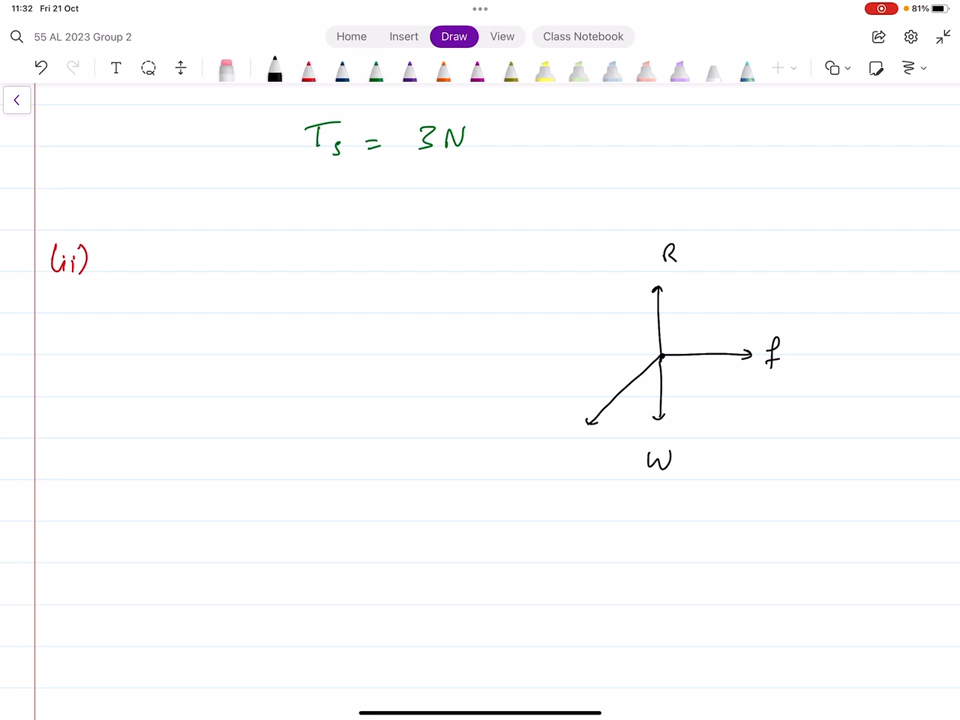 11:32 Fri 21 Oct
81%
55 AL 2023 Group 2
Home Insert Draw View Class Notebook
T
Ts = 3N
(ii)
R
f
W